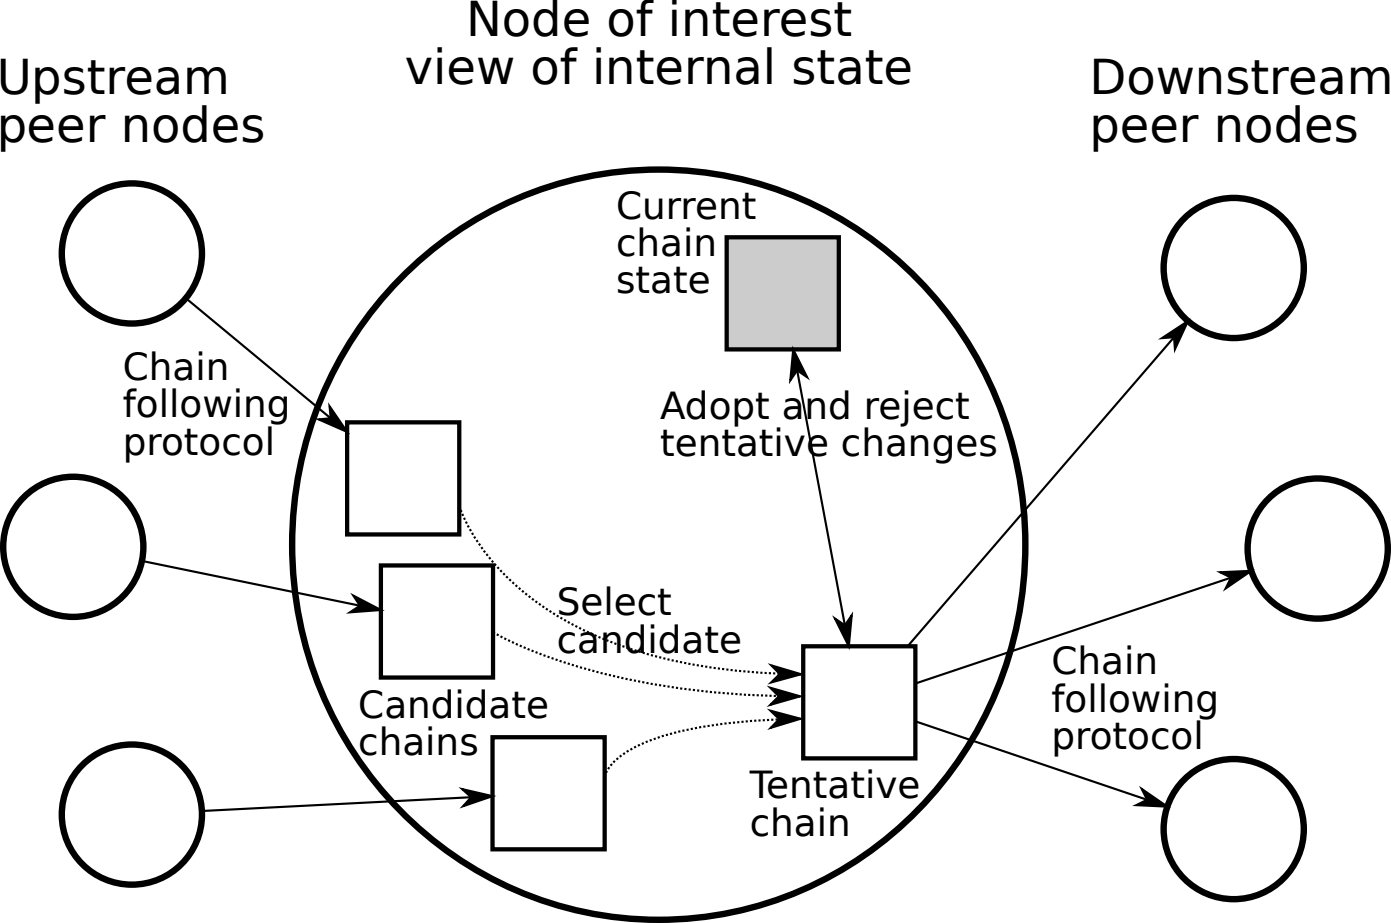 Node of interest
view of internal state
Upstream
peer nodes
Downstream
peer nodes
Current
chain
state
Chain
following
protocol
Adopt and reject
tentative changes
Select
candidate
Candidate
chains
Chain
following
protocol
Tentative
chain